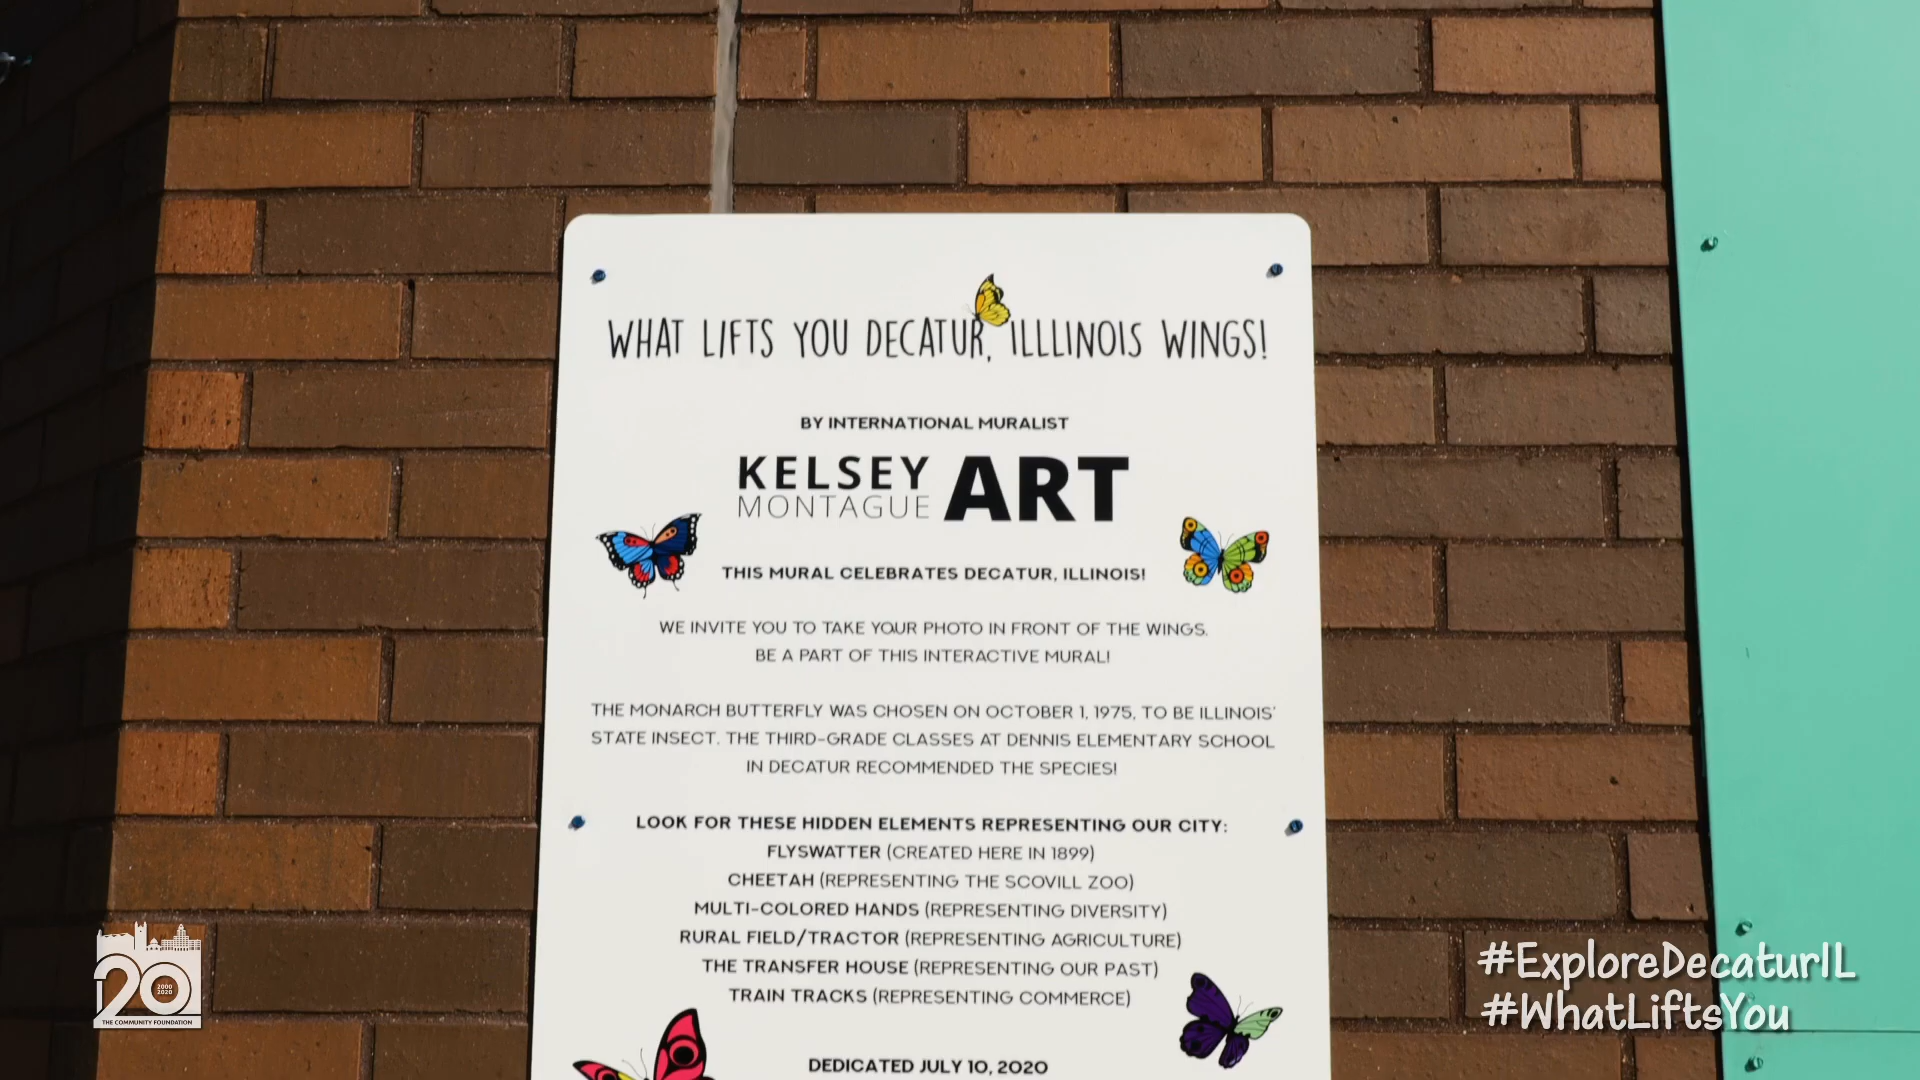 WHAT LIFTS YOU DECATUR, ILLLINOIS WINGS!
BY INTERNATIONAL MURALIST
KELSEY MONTAGUE ART
THIS MURAL CELEBRATES DECATUR, ILLINOIS!
WE INVITE YOU TO TAKE YOUR PHOTO IN FRONT OF THE WINGS.
BE A PART OF THIS INTERACTIVE MURAL!
THE MONARCH BUTTERFLY WAS CHOSEN ON OCTOBER 1, 1975, TO BE ILLINOIS'
STATE INSECT. THE THIRD-GRADE CLASSES AT DENNIS ELEMENTARY SCHOOL
IN DECATUR RECOMMENDED THE SPECIES!
LOOK FOR THESE HIDDEN ELEMENTS REPRESENTING OUR CITY:
FLYSWATTER (CREATED HERE IN 1899)
CHEETAH (REPRESENTING THE SCOVILL ZOO)
MULTI-COLORED HANDS (REPRESENTING DIVERSITY)
RURAL FIELD/TRACTOR (REPRESENTING AGRICULTURE)
THE TRANSFER HOUSE (REPRESENTING OUR PAST)
TRAIN TRACKS (REPRESENTING COMMERCE)
DEDICATED JULY 10, 2020
20
2000
2020
THE COMMUNITY FOUNDATION
#ExploreDecaturIL
#WhatLiftsYou